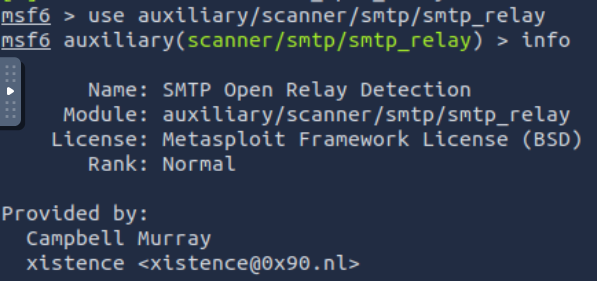 msf6 > use auxiliary/scanner/smtp/smtp_relay
msf6 auxiliary(scanner/smtp/smtp_relay) > info
Name: SMTP Open Relay Detection
Module: auxiliary/scanner/smtp/smtp_relay
License: Metasploit Framework License (BSD)
Rank: Normal
Provided by:
Campbell Murray
xistence <xistence@0x90.nl>